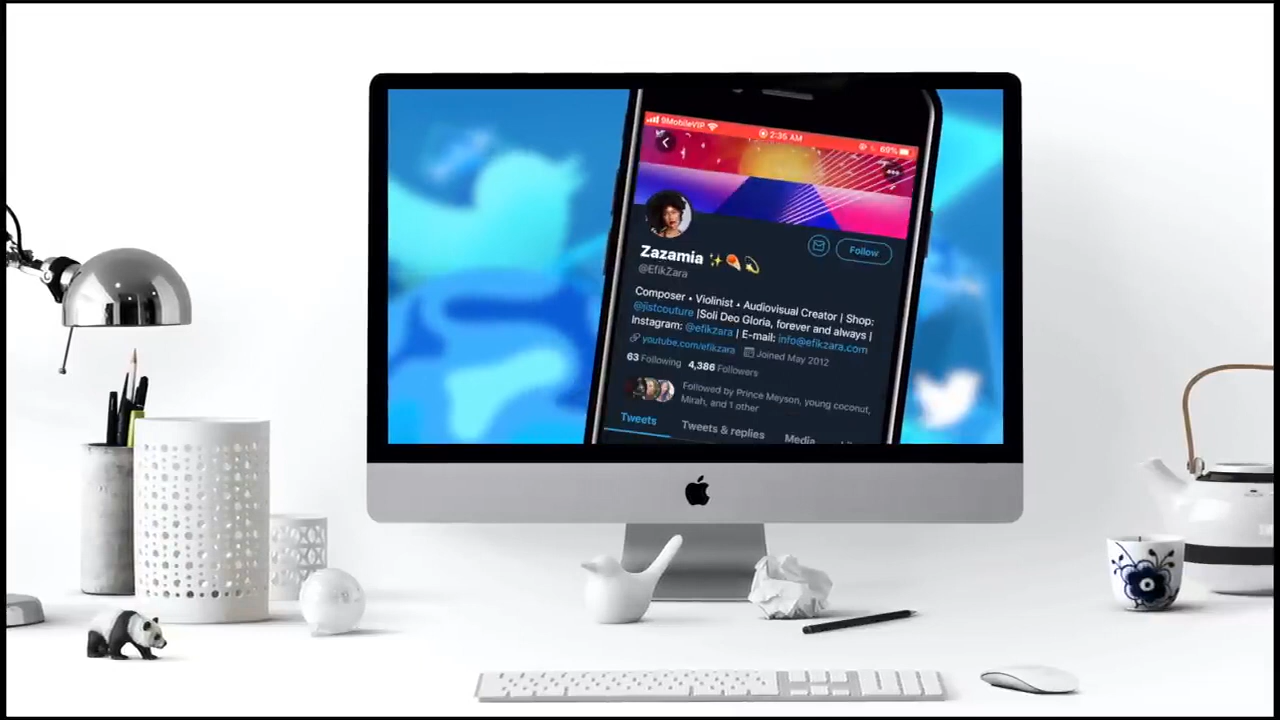 9MobileVIP 2:35 AM 69%
Zazamia ✨🍖💫
Follow
@EfikZara
Composer • Violinist • Audiovisual Creator | Shop:
@jistcouture |Soli Deo Gloria, forever and always |
Instagram: @efikzara | E-mail: info@efikzara.com
youtube.com/efikzara Joined May 2012
63 Following 4,386 Followers
Followed by Prince Meyson, young coconut,
Mirah, and 1 other
Tweets Tweets & replies Media